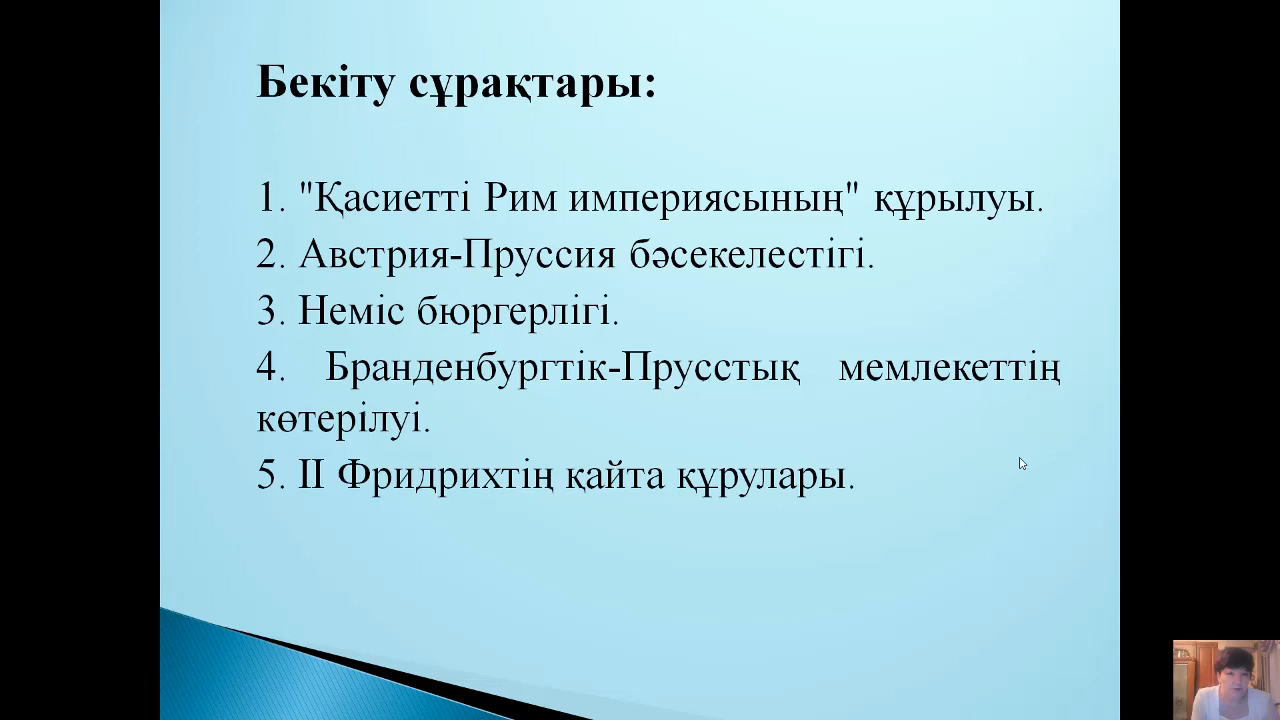 Бекіту сұрақтары:
1. "Қасиетті Рим империясының" құрылуы.
2. Австрия-Пруссия бәсекелестігі.
3. Неміс бюргерлігі.
4. Бранденбургтік-Прусстық мемлекеттің
көтерілуі.
5. II Фридрихтің қайта құрулары.